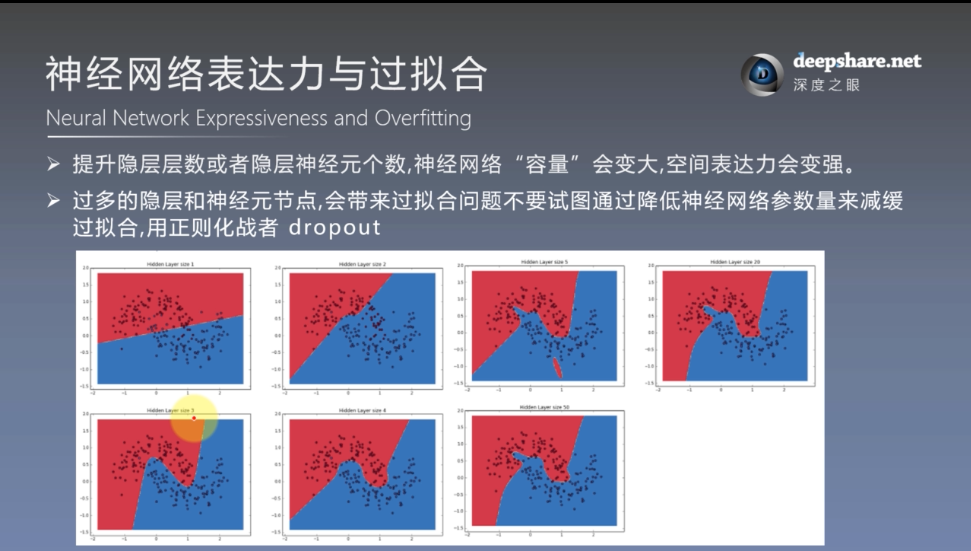 神经网络表达力与过拟合
deepshare.net
深度之眼
Neural Network Expressiveness and Overfitting
➢ 提升隐层层数或者隐层神经元个数,神经网络“容量”会变大,空间表达力会变强。
➢ 过多的隐层和神经元节点,会带来过拟合问题不要试图通过降低神经网络参数量来减缓
过拟合,用正则化战者 dropout
Hidden Layer size 1
Hidden Layer size 2
Hidden Layer size 5
Hidden Layer size 20
Hidden Layer size 3
Hidden Layer size 4
Hidden Layer size 50